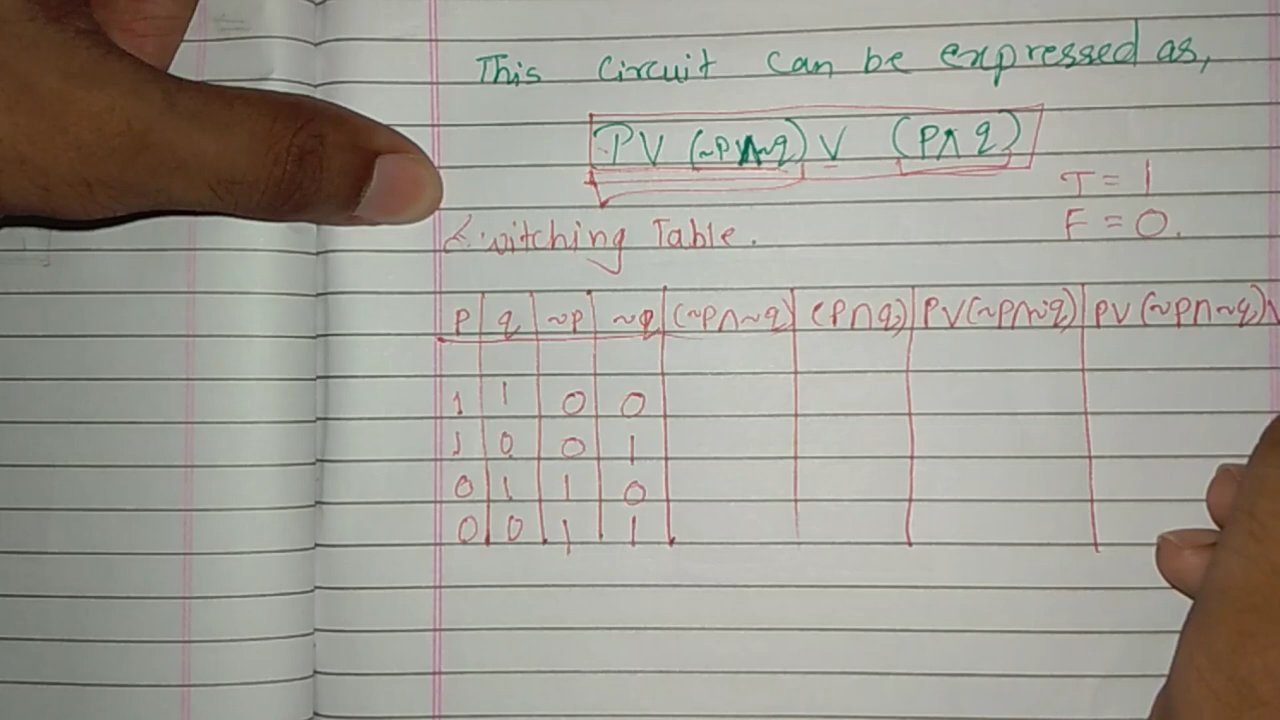 This Circuit can be expressed as,
P∨ (~P∧~q) ∨ (P∧ q)
T = 1
F = 0.
Switching Table.
P | q | ~p | ~q | (~p∧~q) | (p∧q) | P∨(~p∧~q) | P∨ (~p∧~q)∨
1 | 1 | 0 | 0
1 | 0 | 0 | 1
0 | 1 | 1 | 0
0 | 0 | 1 | 1